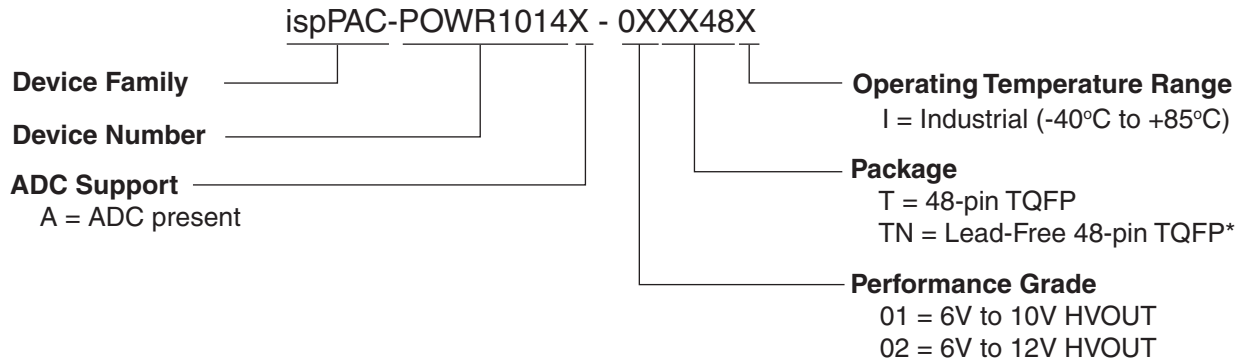 ispPAC-POWR1014X - 0XXX48X
Device Family
Device Number
ADC Support
A = ADC present
Operating Temperature Range
I = Industrial (-40°C to +85°C)
Package
T = 48-pin TQFP
TN = Lead-Free 48-pin TQFP*
Performance Grade
01 = 6V to 10V HVOUT
02 = 6V to 12V HVOUT